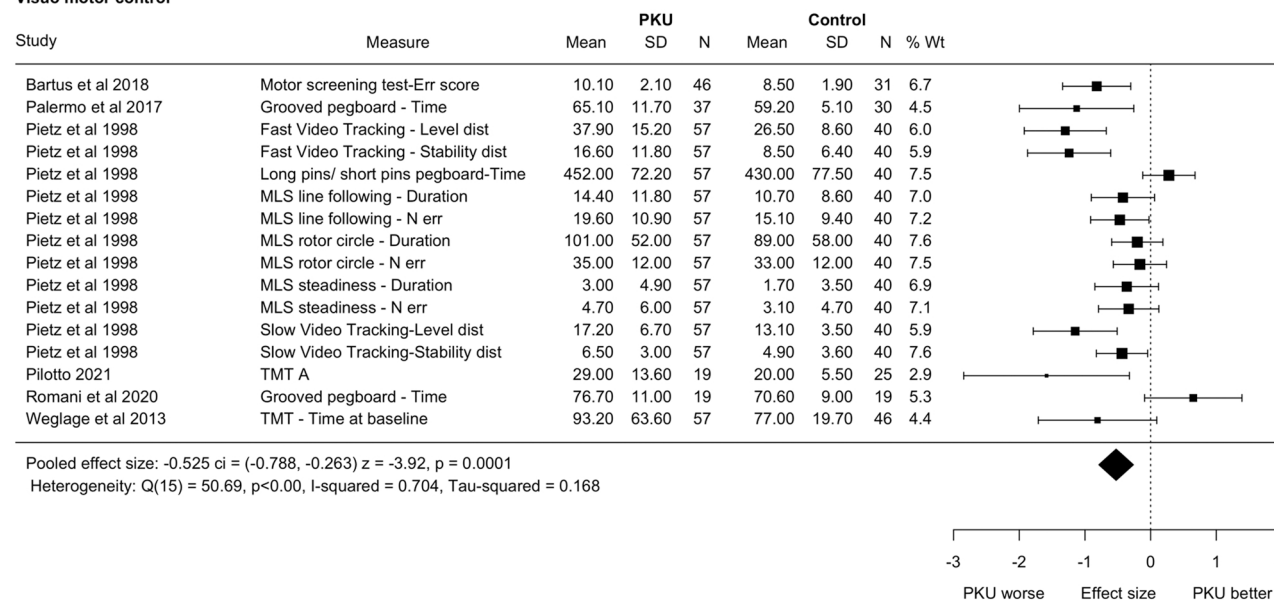 Visuo motor control
PKU Control
Study Measure Mean SD N Mean SD N % Wt
Bartus et al 2018 Motor screening test-Err score 10.10 2.10 46 8.50 1.90 31 6.7
Palermo et al 2017 Grooved pegboard - Time 65.10 11.70 37 59.20 5.10 30 4.5
Pietz et al 1998 Fast Video Tracking - Level dist 37.90 15.20 57 26.50 8.60 40 6.0
Pietz et al 1998 Fast Video Tracking - Stability dist 16.60 11.80 57 8.50 6.40 40 5.9
Pietz et al 1998 Long pins/ short pins pegboard-Time 452.00 72.20 57 430.00 77.50 40 7.5
Pietz et al 1998 MLS line following - Duration 14.40 11.80 57 10.70 8.60 40 7.0
Pietz et al 1998 MLS line following - N err 19.60 10.90 57 15.10 9.40 40 7.2
Pietz et al 1998 MLS rotor circle - Duration 101.00 52.00 57 89.00 58.00 40 7.6
Pietz et al 1998 MLS rotor circle - N err 35.00 12.00 57 33.00 12.00 40 7.5
Pietz et al 1998 MLS steadiness - Duration 3.00 4.90 57 1.70 3.50 40 6.9
Pietz et al 1998 MLS steadiness - N err 4.70 6.00 57 3.10 4.70 40 7.1
Pietz et al 1998 Slow Video Tracking-Level dist 17.20 6.70 57 13.10 3.50 40 5.9
Pietz et al 1998 Slow Video Tracking-Stability dist 6.50 3.00 57 4.90 3.60 40 7.6
Pilotto 2021 TMT A 29.00 13.60 19 20.00 5.50 25 2.9
Romani et al 2020 Grooved pegboard - Time 76.70 11.00 19 70.60 9.00 19 5.3
Weglage et al 2013 TMT - Time at baseline 93.20 63.60 57 77.00 19.70 46 4.4
Pooled effect size: -0.525 ci = (-0.788, -0.263) z = -3.92, p = 0.0001
Heterogeneity: Q(15) = 50.69, p<0.00, I-squared = 0.704, Tau-squared = 0.168
-3 -2 -1 0 1
PKU worse Effect size PKU better